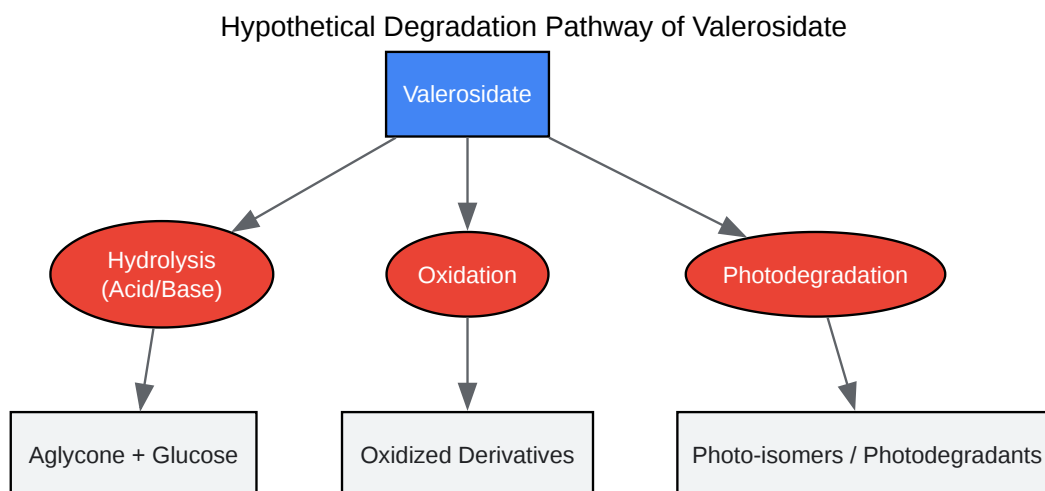 Hypothetical Degradation Pathway of Valerosidate
Valerosidate
Hydrolysis
(Acid/Base)
Oxidation
Photodegradation
Aglycone + Glucose
Oxidized Derivatives
Photo-isomers / Photodegradants